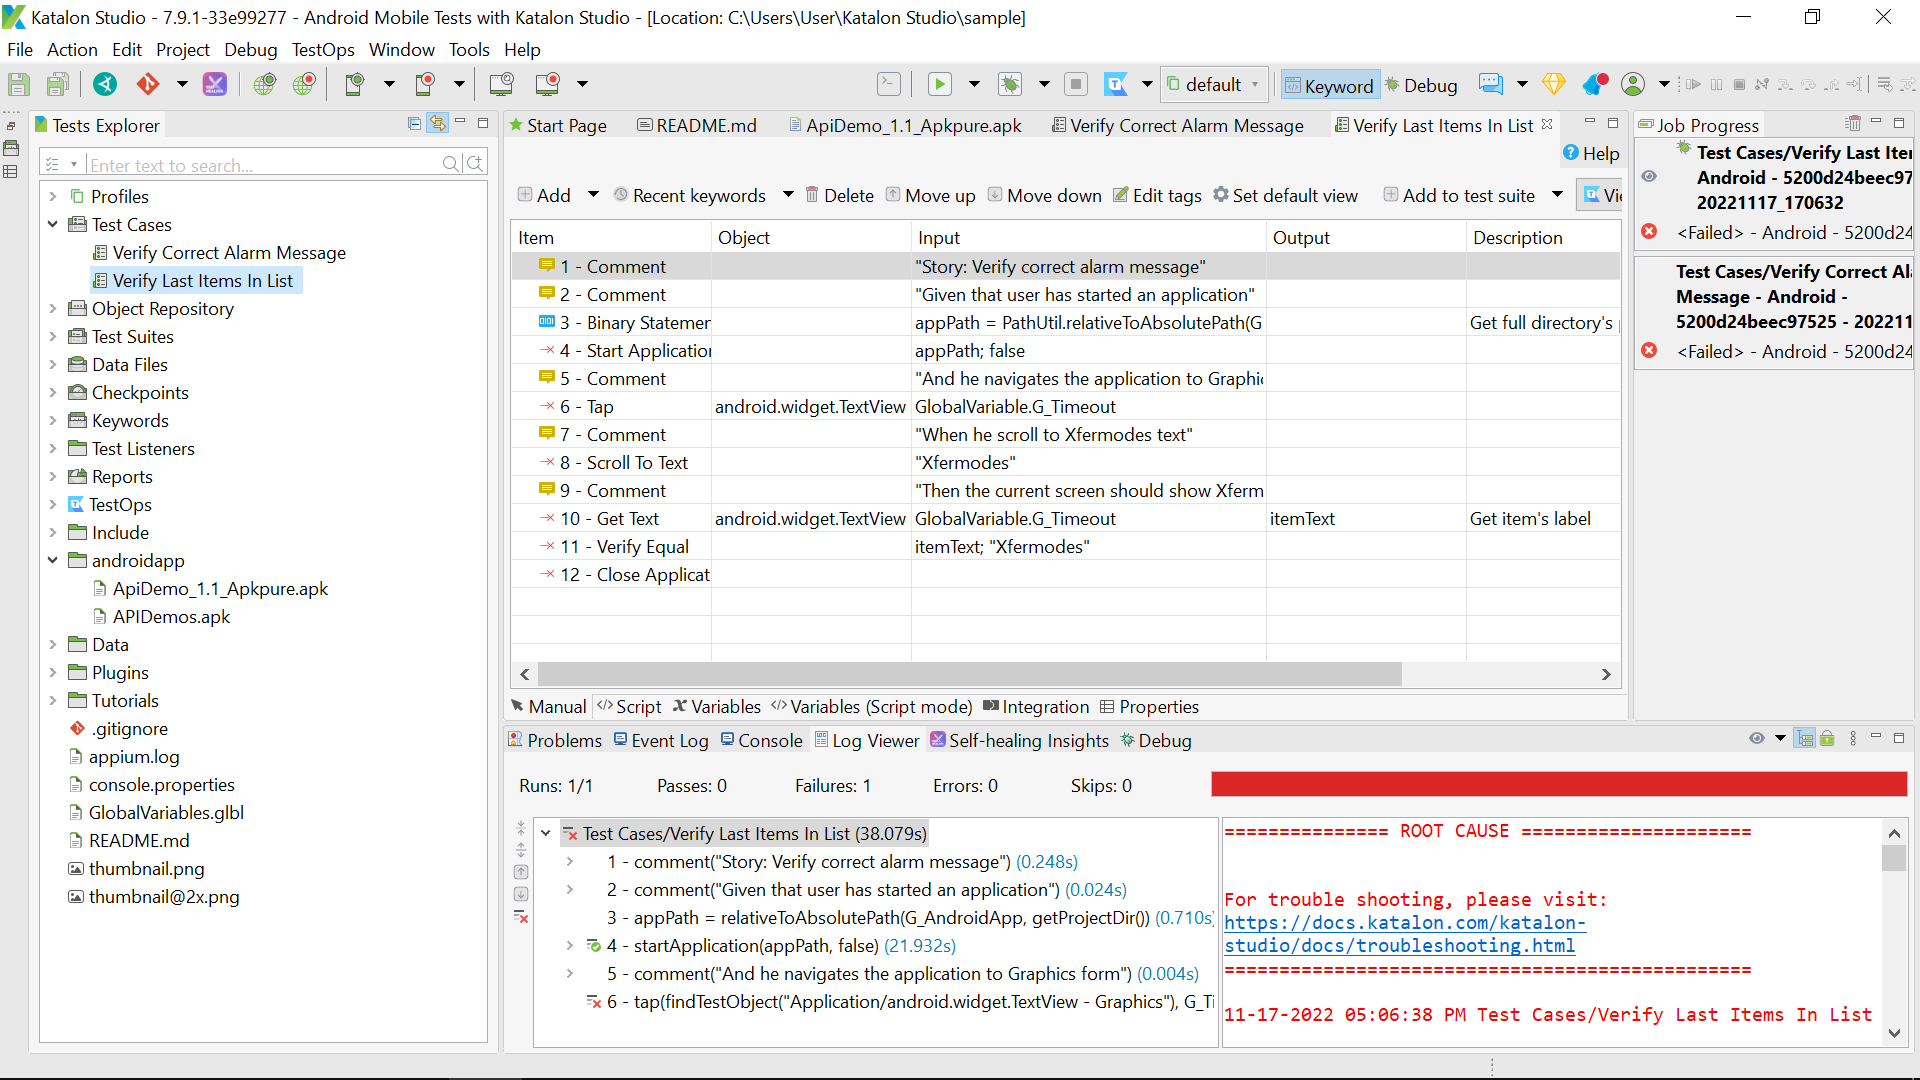 Katalon Studio - 7.9.1-33e99277 - Android Mobile Tests with Katalon Studio - [Location: C:\Users\User\Katalon Studio\sample]
File Action Edit Project Debug TestOps Window Tools Help
default Keyword Debug
Tests Explorer
Enter text to search...
Profiles
Test Cases
Verify Correct Alarm Message
Verify Last Items In List
Object Repository
Test Suites
Data Files
Checkpoints
Keywords
Test Listeners
Reports
TestOps
Include
androidapp
ApiDemo_1.1_Apkpure.apk
APIDemos.apk
Data
Plugins
Tutorials
.gitignore
appium.log
console.properties
GlobalVariables.glbl
README.md
thumbnail.png
thumbnail@2x.png
Start Page README.md ApiDemo_1.1_Apkpure.apk Verify Correct Alarm Message Verify Last Items In List
Help
Add Recent keywords Delete Move up Move down Edit tags Set default view Add to test suite Vie
Item Object Input Output Description
1 - Comment "Story: Verify correct alarm message"
2 - Comment "Given that user has started an application"
3 - Binary Statemen appPath = PathUtil.relativeToAbsolutePath(G Get full directory's
4 - Start Application appPath; false
5 - Comment "And he navigates the application to Graphic
6 - Tap android.widget.TextView GlobalVariable.G_Timeout
7 - Comment "When he scroll to Xfermodes text"
8 - Scroll To Text "Xfermodes"
9 - Comment "Then the current screen should show Xferm
10 - Get Text android.widget.TextView GlobalVariable.G_Timeout itemText Get item's label
11 - Verify Equal itemText; "Xfermodes"
12 - Close Applicat
Manual Script Variables Variables (Script mode) Integration Properties
Job Progress
Test Cases/Verify Last Iter
Android - 5200d24beec97
20221117_170632
<Failed> - Android - 5200d24
Test Cases/Verify Correct Al
Message - Android -
5200d24beec97525 - 202211
<Failed> - Android - 5200d24
Problems Event Log Console Log Viewer Self-healing Insights Debug
Runs: 1/1 Passes: 0 Failures: 1 Errors: 0 Skips: 0
Test Cases/Verify Last Items In List (38.079s)
1 - comment("Story: Verify correct alarm message") (0.248s)
2 - comment("Given that user has started an application") (0.024s)
3 - appPath = relativeToAbsolutePath(G_AndroidApp, getProjectDir()) (0.710s)
4 - startApplication(appPath, false) (21.932s)
5 - comment("And he navigates the application to Graphics form") (0.004s)
6 - tap(findTestObject("Application/android.widget.TextView - Graphics"), G_Ti
=============== ROOT CAUSE =====================
For trouble shooting, please visit:
https://docs.katalon.com/katalon-
studio/docs/troubleshooting.html
================================================
11-17-2022 05:06:38 PM Test Cases/Verify Last Items In List